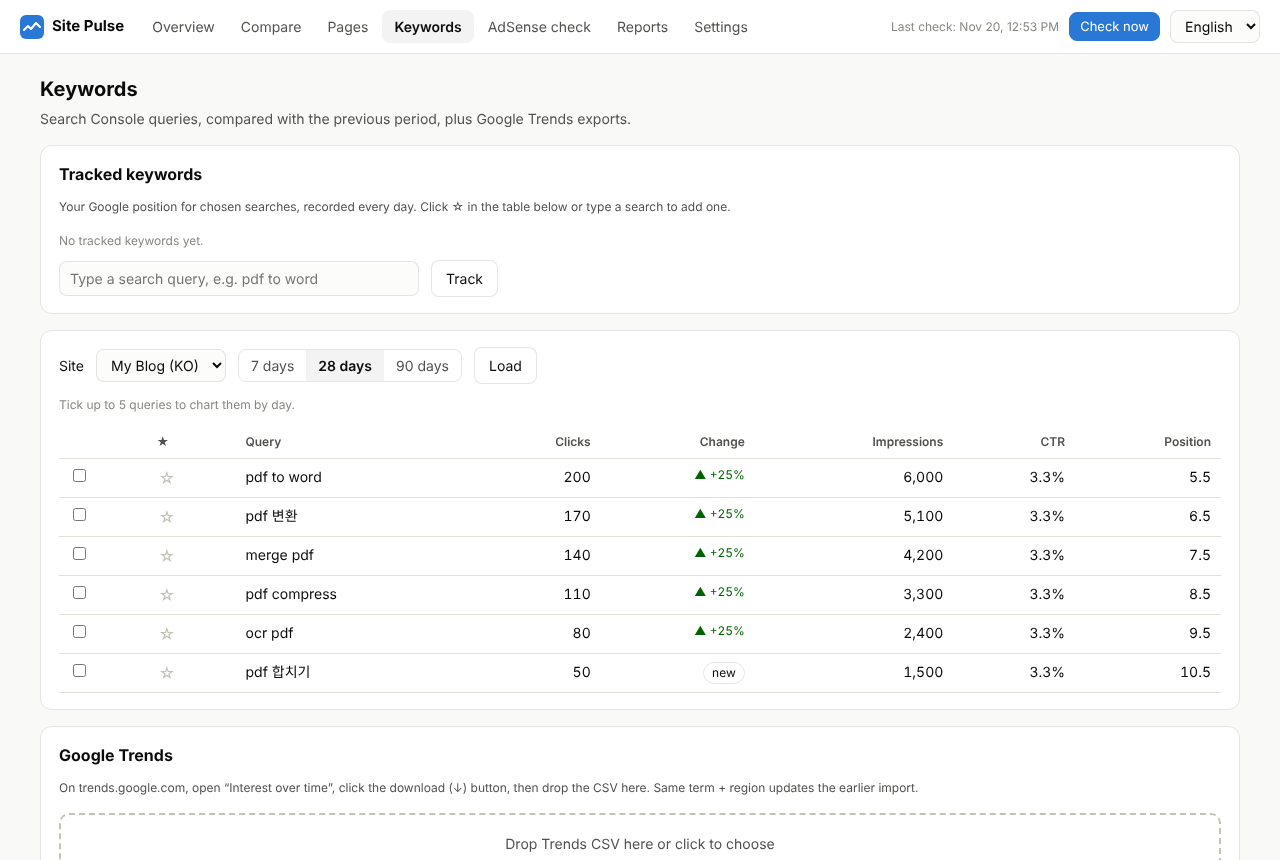 Site Pulse Overview Compare Pages Keywords AdSense check Reports Settings Last check: Nov 20, 12:53 PM Check now English
Keywords
Search Console queries, compared with the previous period, plus Google Trends exports.
Tracked keywords
Your Google position for chosen searches, recorded every day. Click ☆ in the table below or type a search to add one.
No tracked keywords yet.
Type a search query, e.g. pdf to word Track
Site My Blog (KO) 7 days 28 days 90 days Load
Tick up to 5 queries to chart them by day.
★ Query Clicks Change Impressions CTR Position
☆ pdf to word 200 ▲ +25% 6,000 3.3% 5.5
☆ pdf 변환 170 ▲ +25% 5,100 3.3% 6.5
☆ merge pdf 140 ▲ +25% 4,200 3.3% 7.5
☆ pdf compress 110 ▲ +25% 3,300 3.3% 8.5
☆ ocr pdf 80 ▲ +25% 2,400 3.3% 9.5
☆ pdf 합치기 50 new 1,500 3.3% 10.5
Google Trends
On trends.google.com, open “Interest over time”, click the download (↓) button, then drop the CSV here. Same term + region updates the earlier import.
Drop Trends CSV here or click to choose